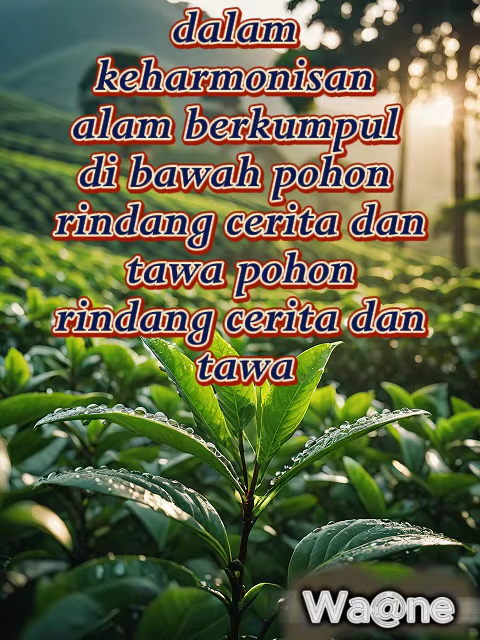 dalam
keharmonisan
alam berkumpul
di bawah pohon
rindang cerita dan
tawa pohon
rindang cerita dan
tawa
Wa@ne